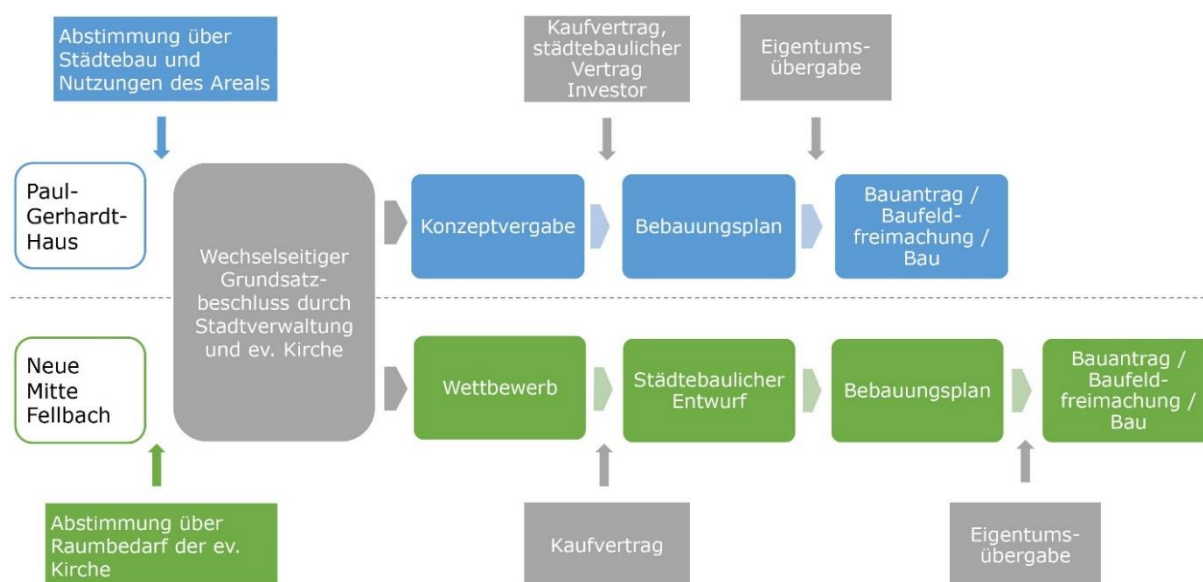 Abstimmung über
Städtebau und
Nutzungen des Areals
Kaufvertrag,
städtebaulicher
Vertrag
Investor
Eigentums-
übergabe
Paul-
Gerhardt-
Haus
Wechselseitiger
Grundsatz-
beschluss durch
Stadtverwaltung
und ev. Kirche
Konzeptvergabe
Bebauungsplan
Bauantrag /
Baufeld-
freimachung /
Bau
Neue
Mitte
Fellbach
Wettbewerb
Städtebaulicher
Entwurf
Bebauungsplan
Bauantrag /
Baufeld-
freimachung /
Bau
Abstimmung über
Raumbedarf der ev.
Kirche
Kaufvertrag
Eigentums-
übergabe